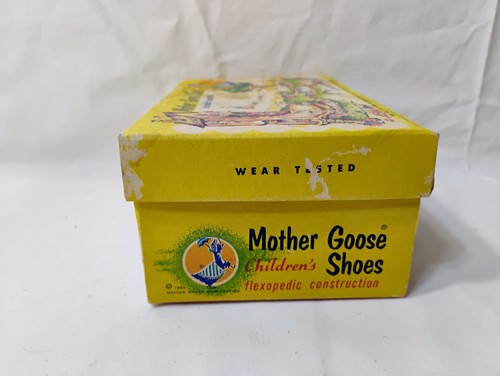 WEAR TESTED
Mother Goose®
Children's Shoes
flexopedic construction
©